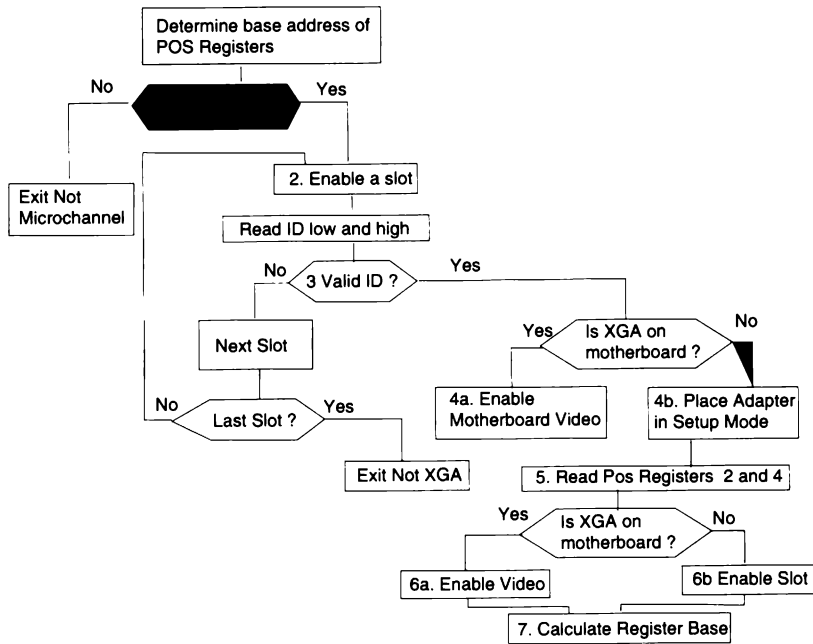 Determine base address of
POS Registers
No
Yes
Exit Not
Microchannel
2. Enable a slot
Read ID low and high
No
3 Valid ID ?
Yes
Next Slot
Yes
Is XGA on
motherboard ?
No
4a. Enable
Motherboard Video
4b. Place Adapter
in Setup Mode
No
Last Slot ?
Yes
Exit Not XGA
5. Read Pos Registers 2 and 4
Yes
Is XGA on
motherboard ?
No
6a. Enable Video
6b Enable Slot
7. Calculate Register Base